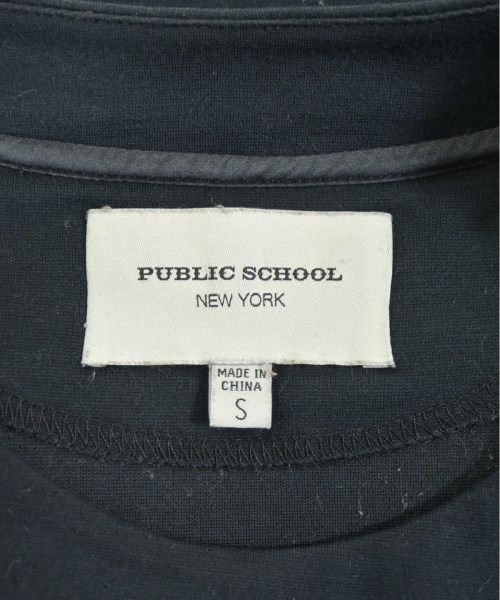 PUBLIC SCHOOL
NEW YORK
MADE IN
CHINA
S